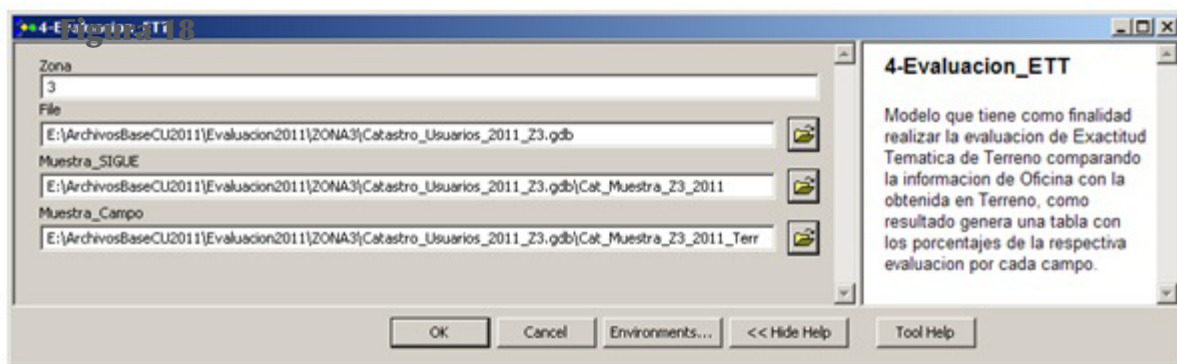 4-Evaluacion_ETT
Figura 18
Zona
3
File
E:\ArchivosBaseCU2011\Evaluacion2011\ZONA3\Catastro_Usuarios_2011_Z3.gdb
Muestra_SIGUE
E:\ArchivosBaseCU2011\Evaluacion2011\ZONA3\Catastro_Usuarios_2011_Z3.gdb\Cat_Muestra_Z3_2011
Muestra_Campo
E:\ArchivosBaseCU2011\Evaluacion2011\ZONA3\Catastro_Usuarios_2011_Z3.gdb\Cat_Muestra_Z3_2011_Terr
4-Evaluacion_ETT
Modelo que tiene como finalidad
realizar la evaluacion de Exactitud
Tematica de Terreno comparando
la informacion de Oficina con la
obtenida en Terreno, como
resultado genera una tabla con
los porcentajes de la respectiva
evaluacion por cada campo.
OK
Cancel
Environments...
<< Hide Help
Tool Help